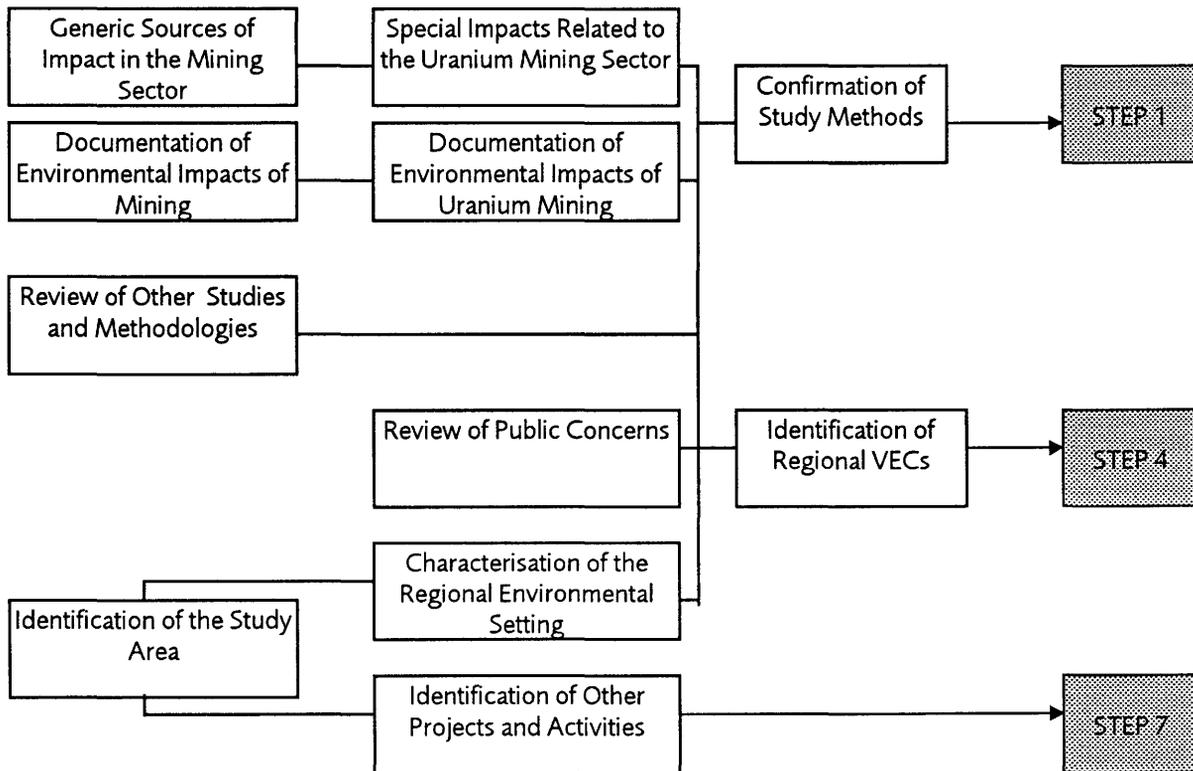 Generic Sources of
Impact in the Mining
Sector
Special Impacts Related to
the Uranium Mining Sector
Confirmation of
Study Methods
STEP 1
Documentation of
Environmental Impacts of
Mining
Documentation of
Environmental Impacts of
Uranium Mining
Review of Other Studies
and Methodologies
Review of Public Concerns
Identification of
Regional VECs
STEP 4
Characterisation of the
Regional Environmental
Setting
Identification of the Study
Area
Identification of Other
Projects and Activities
STEP 7